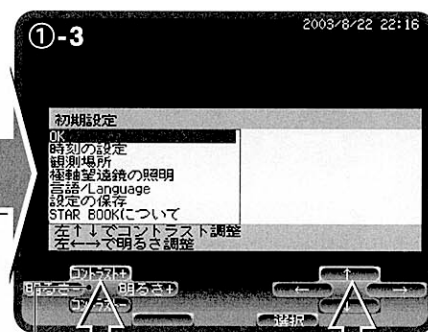 ①-3
2003/8/22 22:16
初期設定
OK
時刻の設定
観測場所
極軸望遠鏡の照明
言語/Language
設定の保存
STAR BOOKについて
左↑↓でコントラスト調整
左←→で明るさ調整
コントラスト+
明るさー 明るさ+
コントラストー
↑
← →
↓
選択